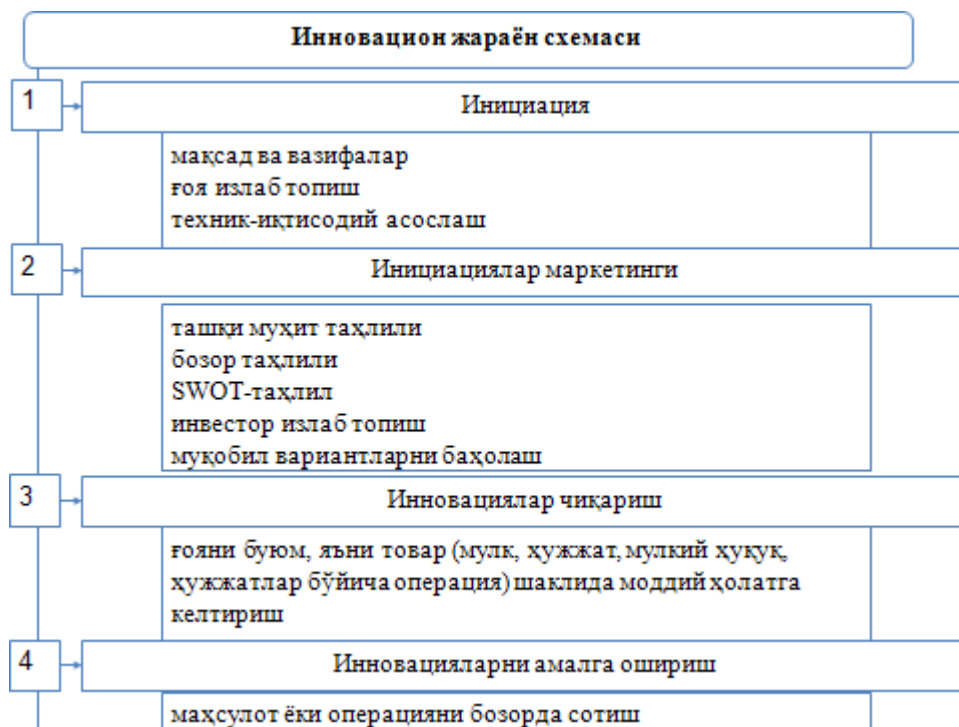 Инновацион жараён схемаси
1
Инициация
мақсад ва вазифалар
ғоя излаб топиш
техник-иқтисодий асослаш
2
Инициациялар маркетинги
ташқи муҳит таҳлили
бозор таҳлили
SWOT-таҳлил
инвестор излаб топиш
муқобил вариантларни баҳолаш
3
Инновациялар чиқариш
ғояни буюм, яъни товар (мулк, ҳужжат, мулкий ҳуқуқ,
ҳужжатлар бўйича операция) шаклида моддий ҳолатга
келтириш
4
Инновацияларни амалга ошириш
маҳсулот ёки операцияни бозорда сотиш